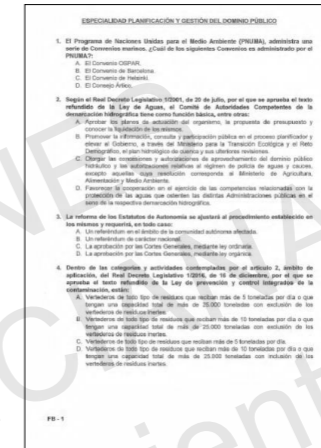 ESPECIALIDAD PLANIFICACIÓN Y GESTIÓN DEL DOMINIO PÚBLICO
1. El Programa de Naciones Unidas para el Medio Ambiente (PNUMA), administra una
serie de Convenios marinos. ¿Cuál de los siguientes Convenios es administrado por el
PNUMA?:
A. El Convenio OSPAR.
B. El Convenio de Barcelona.
C. El Convenio de Helsinki.
D. El Consejo Ártico.
2. Según el Real Decreto Legislativo 1/2001, de 20 de julio, por el que se aprueba el texto
refundido de la Ley de Aguas, el Comité de Autoridades Competentes de la
demarcación hidrográfica tiene como función básica, entre otras:
A. Aprobar los planes de actuación del organismo, la propuesta de presupuesto y
conocer la liquidación de los mismos.
B. Promover la información, consulta y participación pública en el proceso planificador y
elevar al Gobierno, a través del Ministerio para la Transición Ecológica y el Reto
Demográfico, el plan hidrológico de cuenca y sus ulteriores revisiones.
C. Otorgar las concesiones y autorizaciones de aprovechamiento del dominio público
hidráulico y las autorizaciones relativas al régimen de policía de aguas y cauces,
excepto aquellas cuya resolución corresponde al Ministerio de Agricultura,
Alimentación y Medio Ambiente.
D. Favorecer la cooperación en el ejercicio de las competencias relacionadas con la
protección de las aguas que ostenten las distintas Administraciones públicas en el
seno de la respectiva demarcación hidrográfica.
3. La reforma de los Estatutos de Autonomía se ajustará al procedimiento establecido en
los mismos y requerirá, en todo caso:
A. Un referéndum en el ámbito de la comunidad autónoma afectada.
B. Un referéndum de carácter nacional.
C. La aprobación por las Cortes Generales, mediante ley ordinaria.
D. La aprobación por las Cortes Generales, mediante ley orgánica.
4. Dentro de las categorías y actividades contempladas por el artículo 2, ámbito de
aplicación, del Real Decreto Legislativo 1/2016, de 16 de diciembre, por el que se
aprueba el texto refundido de la Ley de prevención y control integrados de la
contaminación, están:
A. Vertederos de todo tipo de residuos que reciban más de 5 toneladas por día o que
tengan una capacidad total de más de 25.000 toneladas con exclusión de los
vertederos de residuos inertes.
B. Vertederos de todo tipo de residuos que reciban más de 10 toneladas por día o que
tengan una capacidad total de más de 25.000 toneladas con exclusión de los
vertederos de residuos inertes.
C. Vertederos de todo tipo de residuos que reciban más de 5 toneladas por día.
D. Vertederos de todo tipo de residuos que reciban más de 10 toneladas por día o que
tengan una capacidad total de más de 25.000 toneladas con inclusión de los
vertederos de residuos inertes.